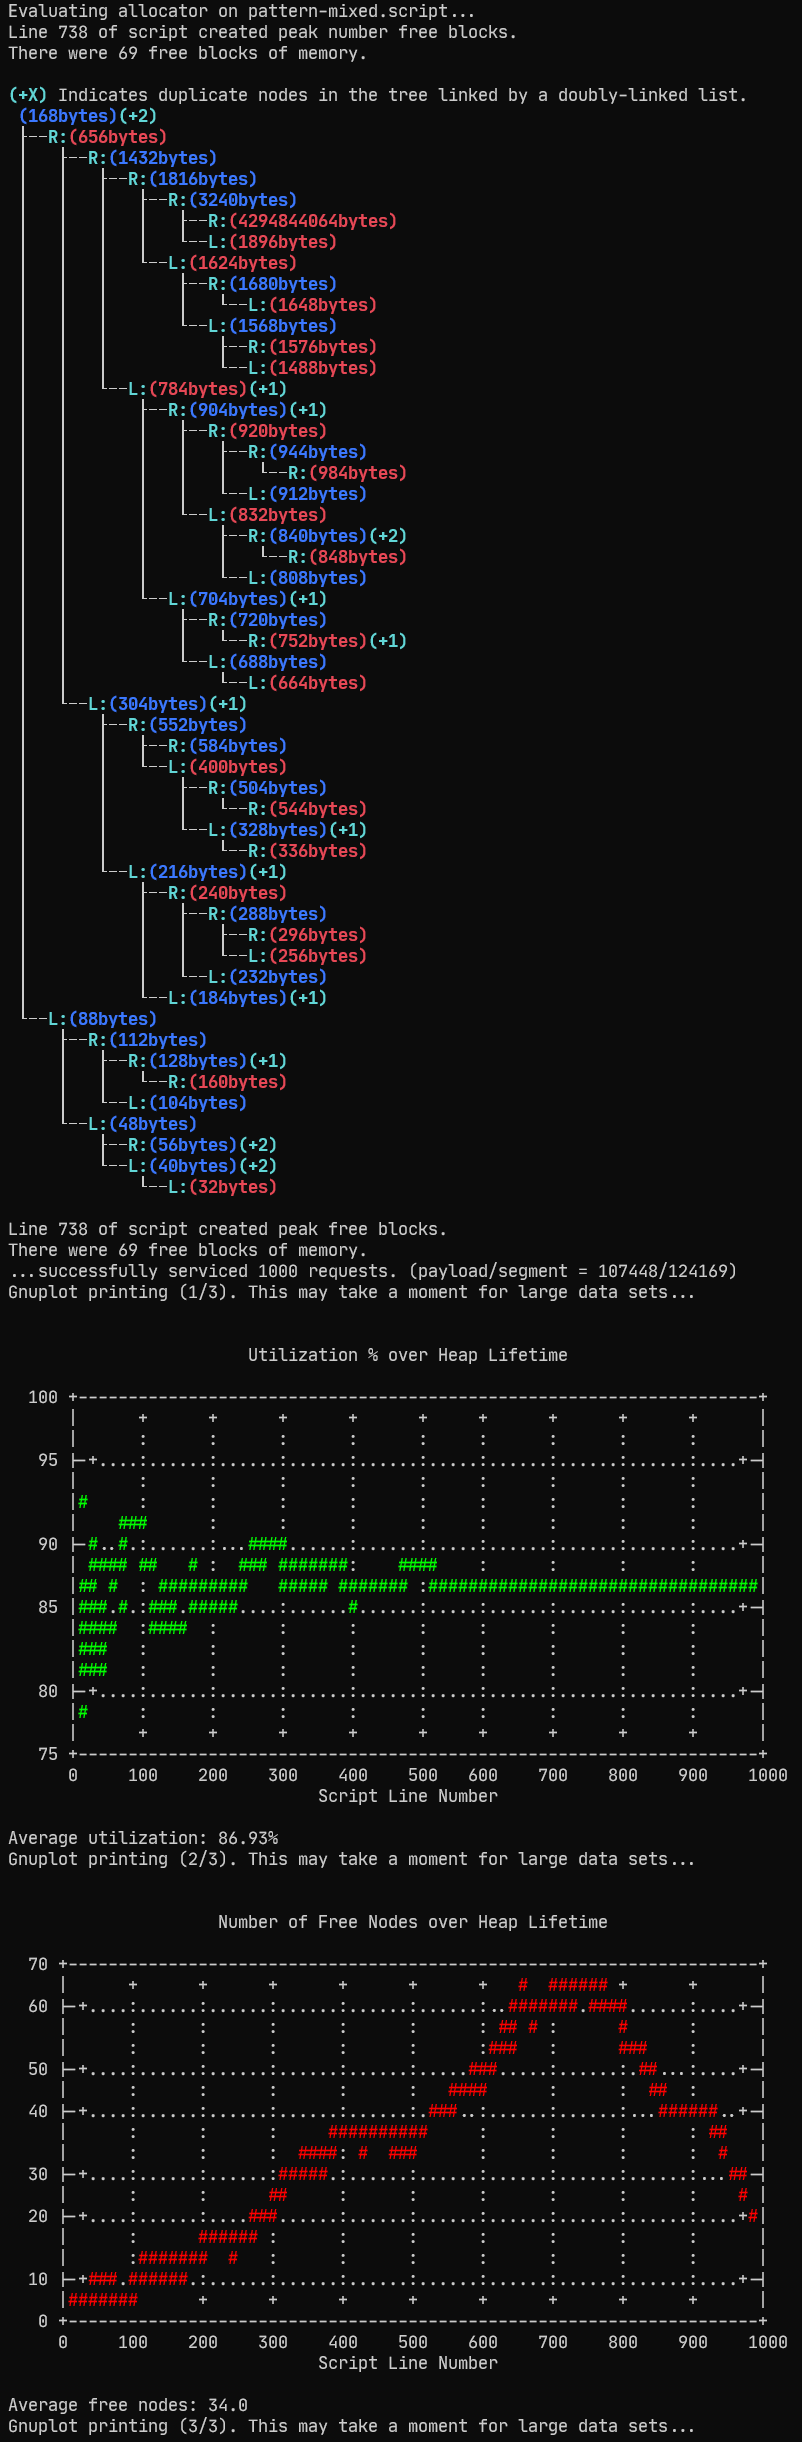 Evaluating allocator on pattern-mixed.script...
Line 738 of script created peak number free blocks.
There were 69 free blocks of memory.
(+X) Indicates duplicate nodes in the tree linked by a doubly-linked list.
(168bytes)(+2)
R:(656bytes)
R:(1432bytes)
R:(1816bytes)
R:(3240bytes)
R:(4294844064bytes)
L:(1896bytes)
L:(1624bytes)
R:(1680bytes)
L:(1648bytes)
L:(1568bytes)
R:(1576bytes)
L:(1488bytes)
L:(784bytes)(+1)
R:(904bytes)(+1)
R:(920bytes)
R:(944bytes)
R:(984bytes)
L:(912bytes)
L:(832bytes)
R:(840bytes)(+2)
R:(848bytes)
L:(808bytes)
L:(704bytes)(+1)
R:(720bytes)
R:(752bytes)(+1)
L:(688bytes)
L:(664bytes)
L:(304bytes)(+1)
R:(552bytes)
R:(584bytes)
L:(400bytes)
R:(504bytes)
R:(544bytes)
L:(328bytes)(+1)
R:(336bytes)
L:(216bytes)(+1)
R:(240bytes)
R:(288bytes)
R:(296bytes)
L:(256bytes)
L:(232bytes)
L:(184bytes)(+1)
L:(88bytes)
R:(112bytes)
R:(128bytes)(+1)
R:(160bytes)
L:(104bytes)
L:(48bytes)
R:(56bytes)(+2)
L:(40bytes)(+2)
L:(32bytes)
Line 738 of script created peak free blocks.
There were 69 free blocks of memory.
...successfully serviced 1000 requests. (payload/segment = 107448/124169)
Gnuplot printing (1/3). This may take a moment for large data sets...
Utilization % over Heap Lifetime
100
95
90
85
80
75
0 100 200 300 400 500 600 700 800 900 1000
Script Line Number
Average utilization: 86.93%
Gnuplot printing (2/3). This may take a moment for large data sets...
Number of Free Nodes over Heap Lifetime
70
60
50
40
30
20
10
0
0 100 200 300 400 500 600 700 800 900 1000
Script Line Number
Average free nodes: 34.0
Gnuplot printing (3/3). This may take a moment for large data sets...